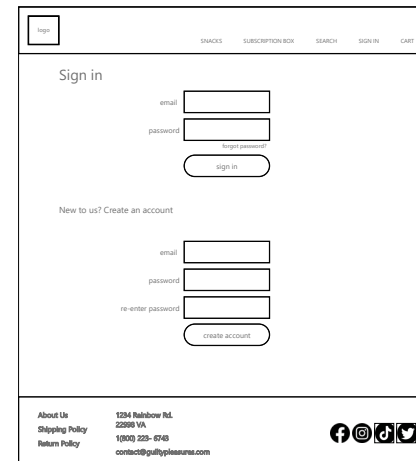 logo
SNACKS SUBSCRIPTION BOX SEARCH SIGN IN CART
Sign in
email
password
forgot password?
sign in
New to us? Create an account
email
password
re-enter password
create account
About Us
Shipping Policy
Return Policy
1234 Rainbow Rd.
22998 VA
1(800) 223- 6743
contact@guiltypleasures.com